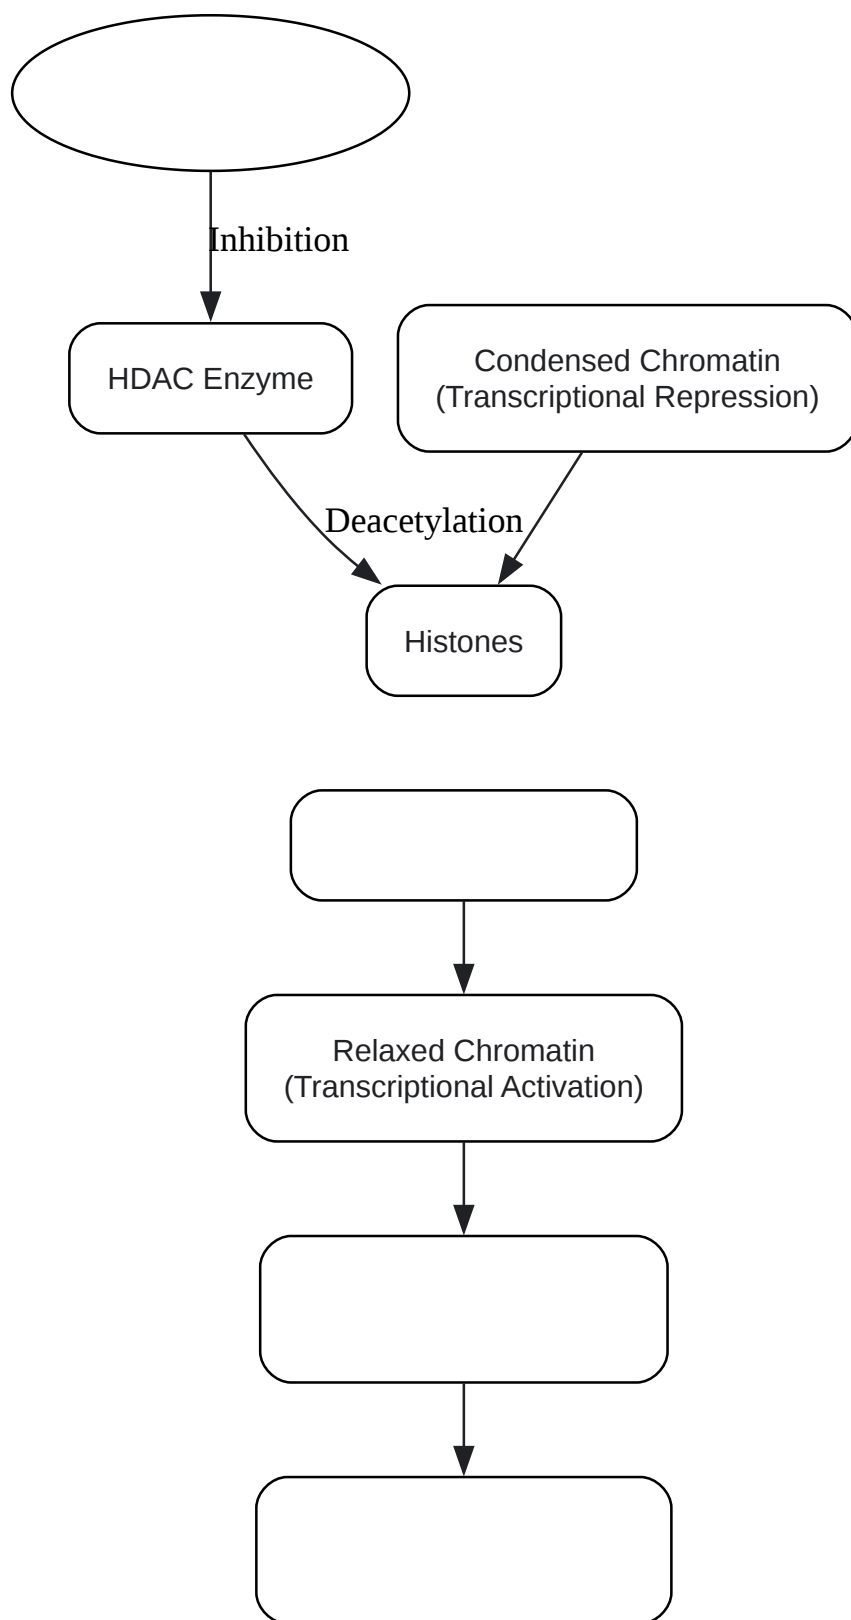 Inhibition
HDAC Enzyme
Condensed Chromatin
(Transcriptional Repression)
Deacetylation
Histones
Relaxed Chromatin
(Transcriptional Activation)